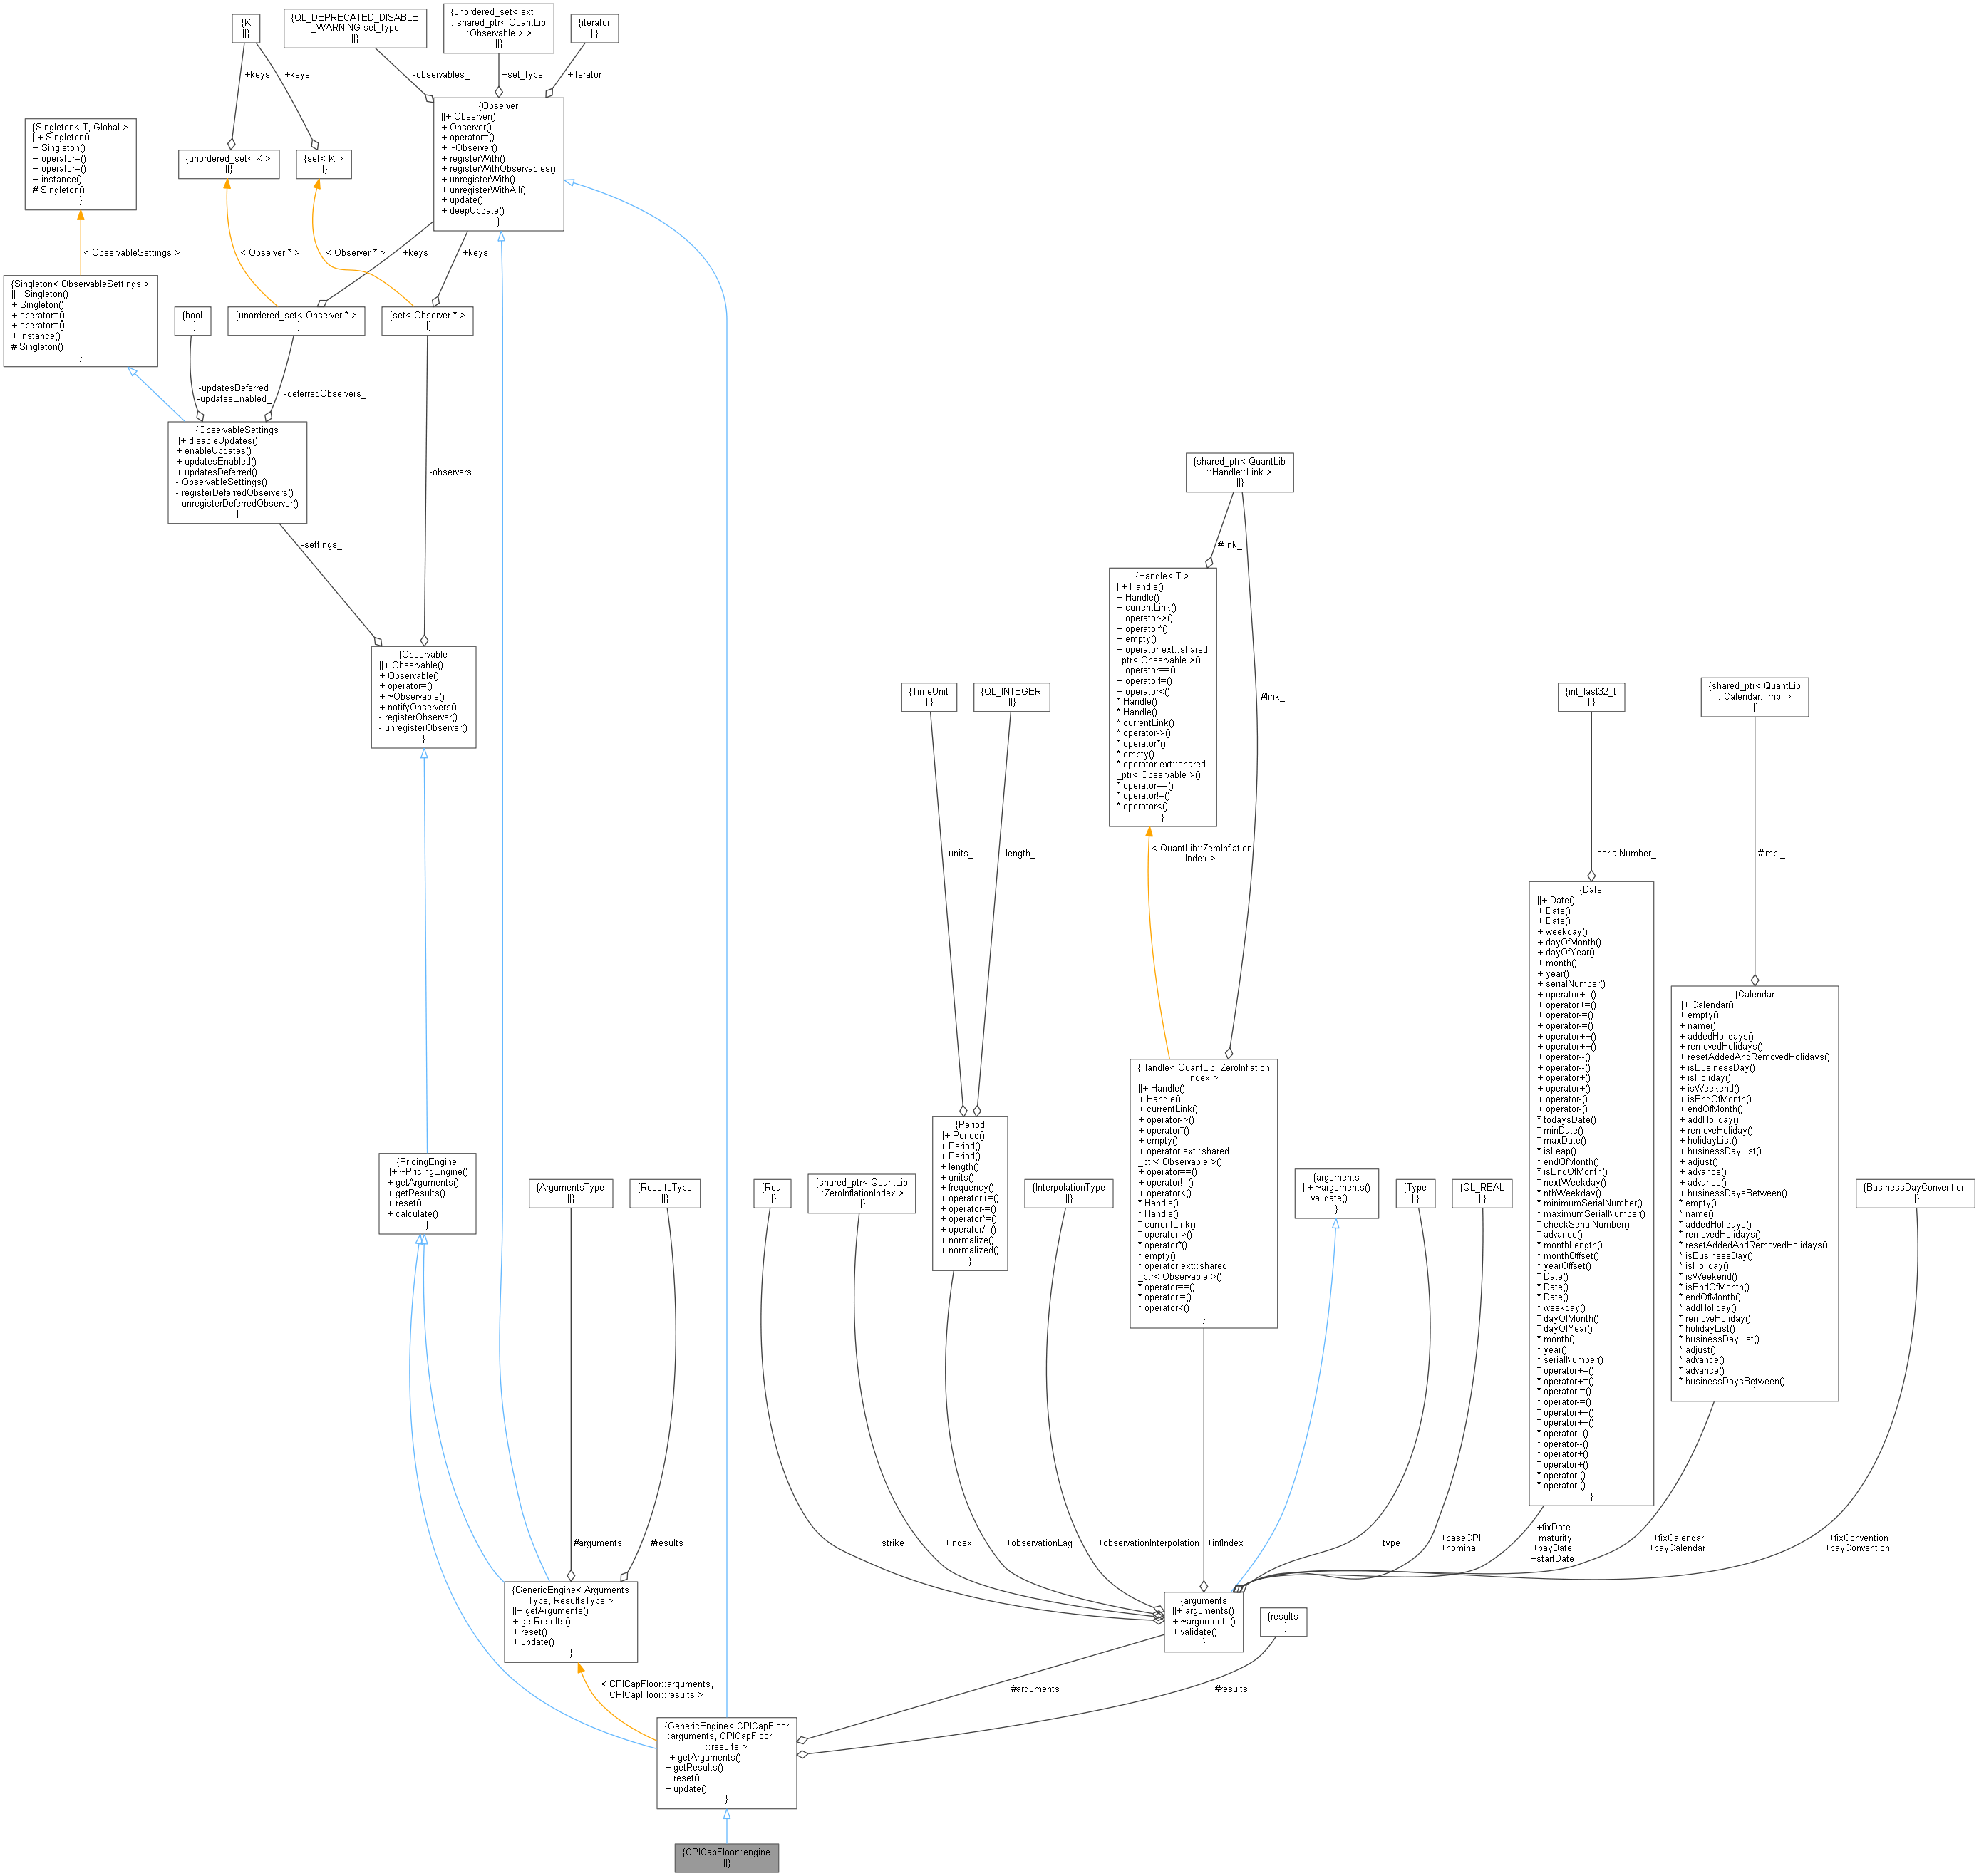 {K
||}
{QL_DEPRECATED_DISABLE
_WARNING set_type
||}
{unordered_set< ext
::shared_ptr< QuantLib
::Observable > >
||}
{iterator
||}
+keys
+keys
-observables_
+set_type
+iterator
{Singleton< T, Global >
||+ Singleton()
+ Singleton()
+ operator=()
+ operator=()
+ instance()
# Singleton()
}
{unordered_set< K >
||}
{set< K >
||}
{Observer
||+ Observer()
+ Observer()
+ operator=()
+ ~Observer()
+ registerWith()
+ registerWithObservables()
+ unregisterWith()
+ unregisterWithAll()
+ update()
+ deepUpdate()
}
< ObservableSettings >
< Observer * >
< Observer * >
+keys
+keys
{Singleton< ObservableSettings >
||+ Singleton()
+ Singleton()
+ operator=()
+ operator=()
+ instance()
# Singleton()
}
{bool
||}
{unordered_set< Observer * >
||}
{set< Observer * >
||}
-updatesDeferred_
-updatesEnabled_
-deferredObservers_
-observers_
{ObservableSettings
||+ disableUpdates()
+ enableUpdates()
+ updatesEnabled()
+ updatesDeferred()
- ObservableSettings()
- registerDeferredObservers()
- unregisterDeferredObserver()
}
-settings_
{Observable
||+ Observable()
+ Observable()
+ operator=()
+ ~Observable()
+ notifyObservers()
- registerObserver()
- unregisterObserver()
}
{shared_ptr< QuantLib
::Handle::Link >
||}
#link_
#link_
{Handle< T >
||+ Handle()
+ Handle()
+ currentLink()
+ operator->()
+ operator*()
+ empty()
+ operator ext::shared
_ptr< Observable >()
+ operator==()
+ operator!=()
+ operator<()
* Handle()
* Handle()
* currentLink()
* operator->()
* operator*()
* empty()
* operator ext::shared
_ptr< Observable >()
* operator==()
* operator!=()
* operator<()
}
{TimeUnit
||}
{QL_INTEGER
||}
{int_fast32_t
||}
{shared_ptr< QuantLib
::Calendar::Impl >
||}
-units_
-length_
< QuantLib::ZeroInflation
Index >
-serialNumber_
#impl_
{Date
||+ Date()
+ Date()
+ Date()
+ weekday()
+ dayOfMonth()
+ dayOfYear()
+ month()
+ year()
+ serialNumber()
+ operator+=()
+ operator+=()
+ operator-=()
+ operator-=()
+ operator++()
+ operator++()
+ operator--()
+ operator--()
+ operator+()
+ operator+()
+ operator-()
+ operator-()
* todaysDate()
* minDate()
* maxDate()
* isLeap()
* endOfMonth()
* isEndOfMonth()
* nextWeekday()
* nthWeekday()
* minimumSerialNumber()
* maximumSerialNumber()
* checkSerialNumber()
* advance()
* monthLength()
* monthOffset()
* yearOffset()
* Date()
* Date()
* Date()
* weekday()
* dayOfMonth()
* dayOfYear()
* month()
* year()
* serialNumber()
* operator+=()
* operator+=()
* operator-=()
* operator-=()
* operator++()
* operator++()
* operator--()
* operator--()
* operator+()
* operator+()
* operator-()
* operator-()
}
{Calendar
||+ Calendar()
+ empty()
+ name()
+ addedHolidays()
+ removedHolidays()
+ resetAddedAndRemovedHolidays()
+ isBusinessDay()
+ isHoliday()
+ isWeekend()
+ isEndOfMonth()
+ endOfMonth()
+ addHoliday()
+ removeHoliday()
+ holidayList()
+ businessDayList()
+ adjust()
+ advance()
+ advance()
+ businessDaysBetween()
* empty()
* name()
* addedHolidays()
* removedHolidays()
* resetAddedAndRemovedHolidays()
* isBusinessDay()
* isHoliday()
* isWeekend()
* isEndOfMonth()
* endOfMonth()
* addHoliday()
* removeHoliday()
* holidayList()
* businessDayList()
* adjust()
* advance()
* advance()
* businessDaysBetween()
}
{PricingEngine
||+ ~PricingEngine()
+ getArguments()
+ getResults()
+ reset()
+ calculate()
}
{ArgumentsType
||}
{ResultsType
||}
{Real
||}
{shared_ptr< QuantLib
::ZeroInflationIndex >
||}
{Period
||+ Period()
+ Period()
+ Period()
+ length()
+ units()
+ frequency()
+ operator+=()
+ operator-=()
+ operator*=()
+ operator/=()
+ normalize()
+ normalized()
}
{InterpolationType
||}
{Handle< QuantLib::ZeroInflation
Index >
||+ Handle()
+ Handle()
+ currentLink()
+ operator->()
+ operator*()
+ empty()
+ operator ext::shared
_ptr< Observable >()
+ operator==()
+ operator!=()
+ operator<()
* Handle()
* Handle()
* currentLink()
* operator->()
* operator*()
* empty()
* operator ext::shared
_ptr< Observable >()
* operator==()
* operator!=()
* operator<()
}
{arguments
||+ ~arguments()
+ validate()
}
{Type
||}
{QL_REAL
||}
{BusinessDayConvention
||}
#arguments_
#results_
+strike
+index
+observationLag
+observationInterpolation
+infIndex
+type
+baseCPI
+nominal
+fixDate
+maturity
+payDate
+startDate
+fixCalendar
+payCalendar
+fixConvention
+payConvention
{GenericEngine< Arguments
Type, ResultsType >
||+ getArguments()
+ getResults()
+ reset()
+ update()
}
{arguments
||+ arguments()
+ ~arguments()
+ validate()
}
{results
||}
< CPICapFloor::arguments,
CPICapFloor::results >
#arguments_
#results_
{GenericEngine< CPICapFloor
::arguments, CPICapFloor
::results >
||+ getArguments()
+ getResults()
+ reset()
+ update()
}
{CPICapFloor::engine
||}